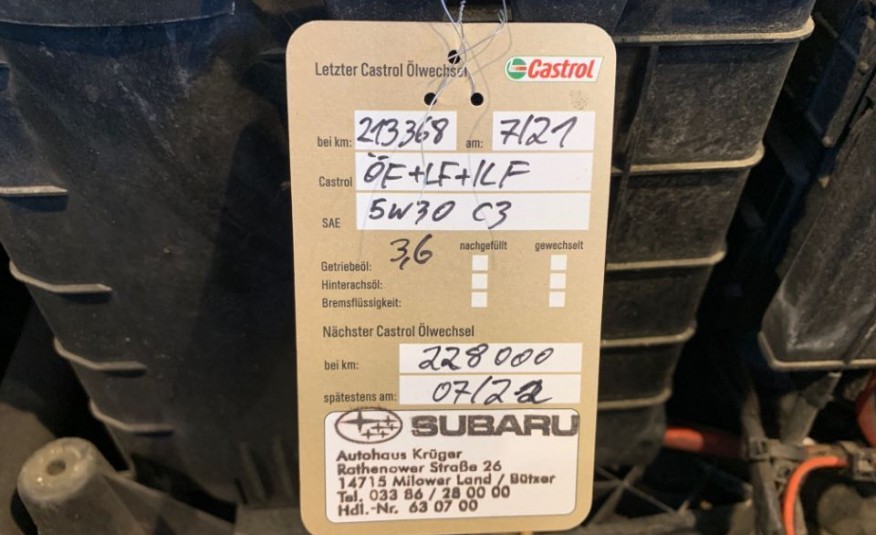 Letzter Castrol Ölwechsel Castrol
bei km: 213368 am: 7/21
Castrol ÖF+LF+ILF
SAE 5W30 C3
3,6 nachgefüllt gewechselt
Getriebeöl:
Hinterachsöl:
Bremsflüssigkeit:
Nächster Castrol Ölwechsel
bei km: 228000
spätestens am: 07/22
SUBARU
Autohaus Krüger
Rathenower Straße 26
14715 Milower Land / Bützer
Tel. 033 86 / 28 00 00
Hdl.-Nr. 63 07 00